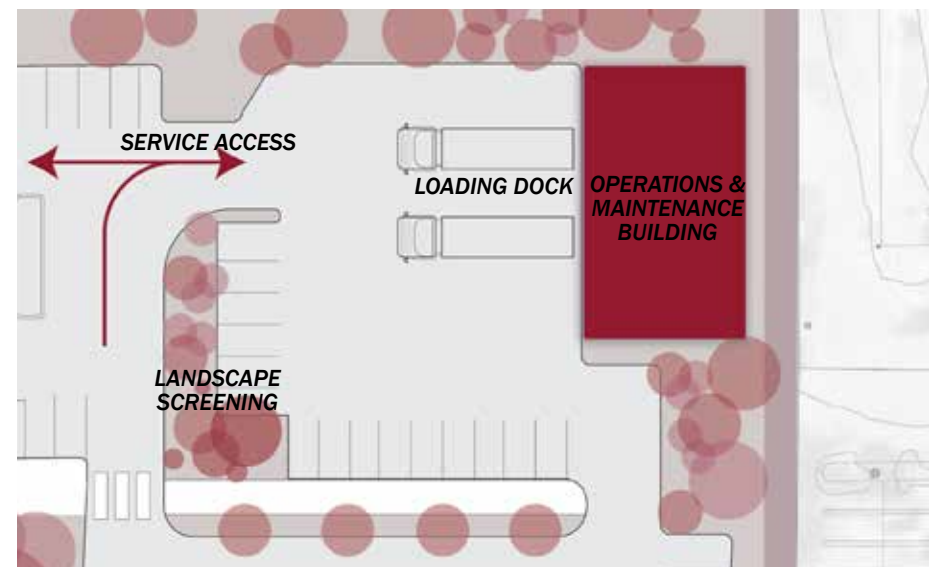 SERVICE ACCESS
LOADING DOCK
OPERATIONS &
MAINTENANCE
BUILDING
LANDSCAPE
SCREENING